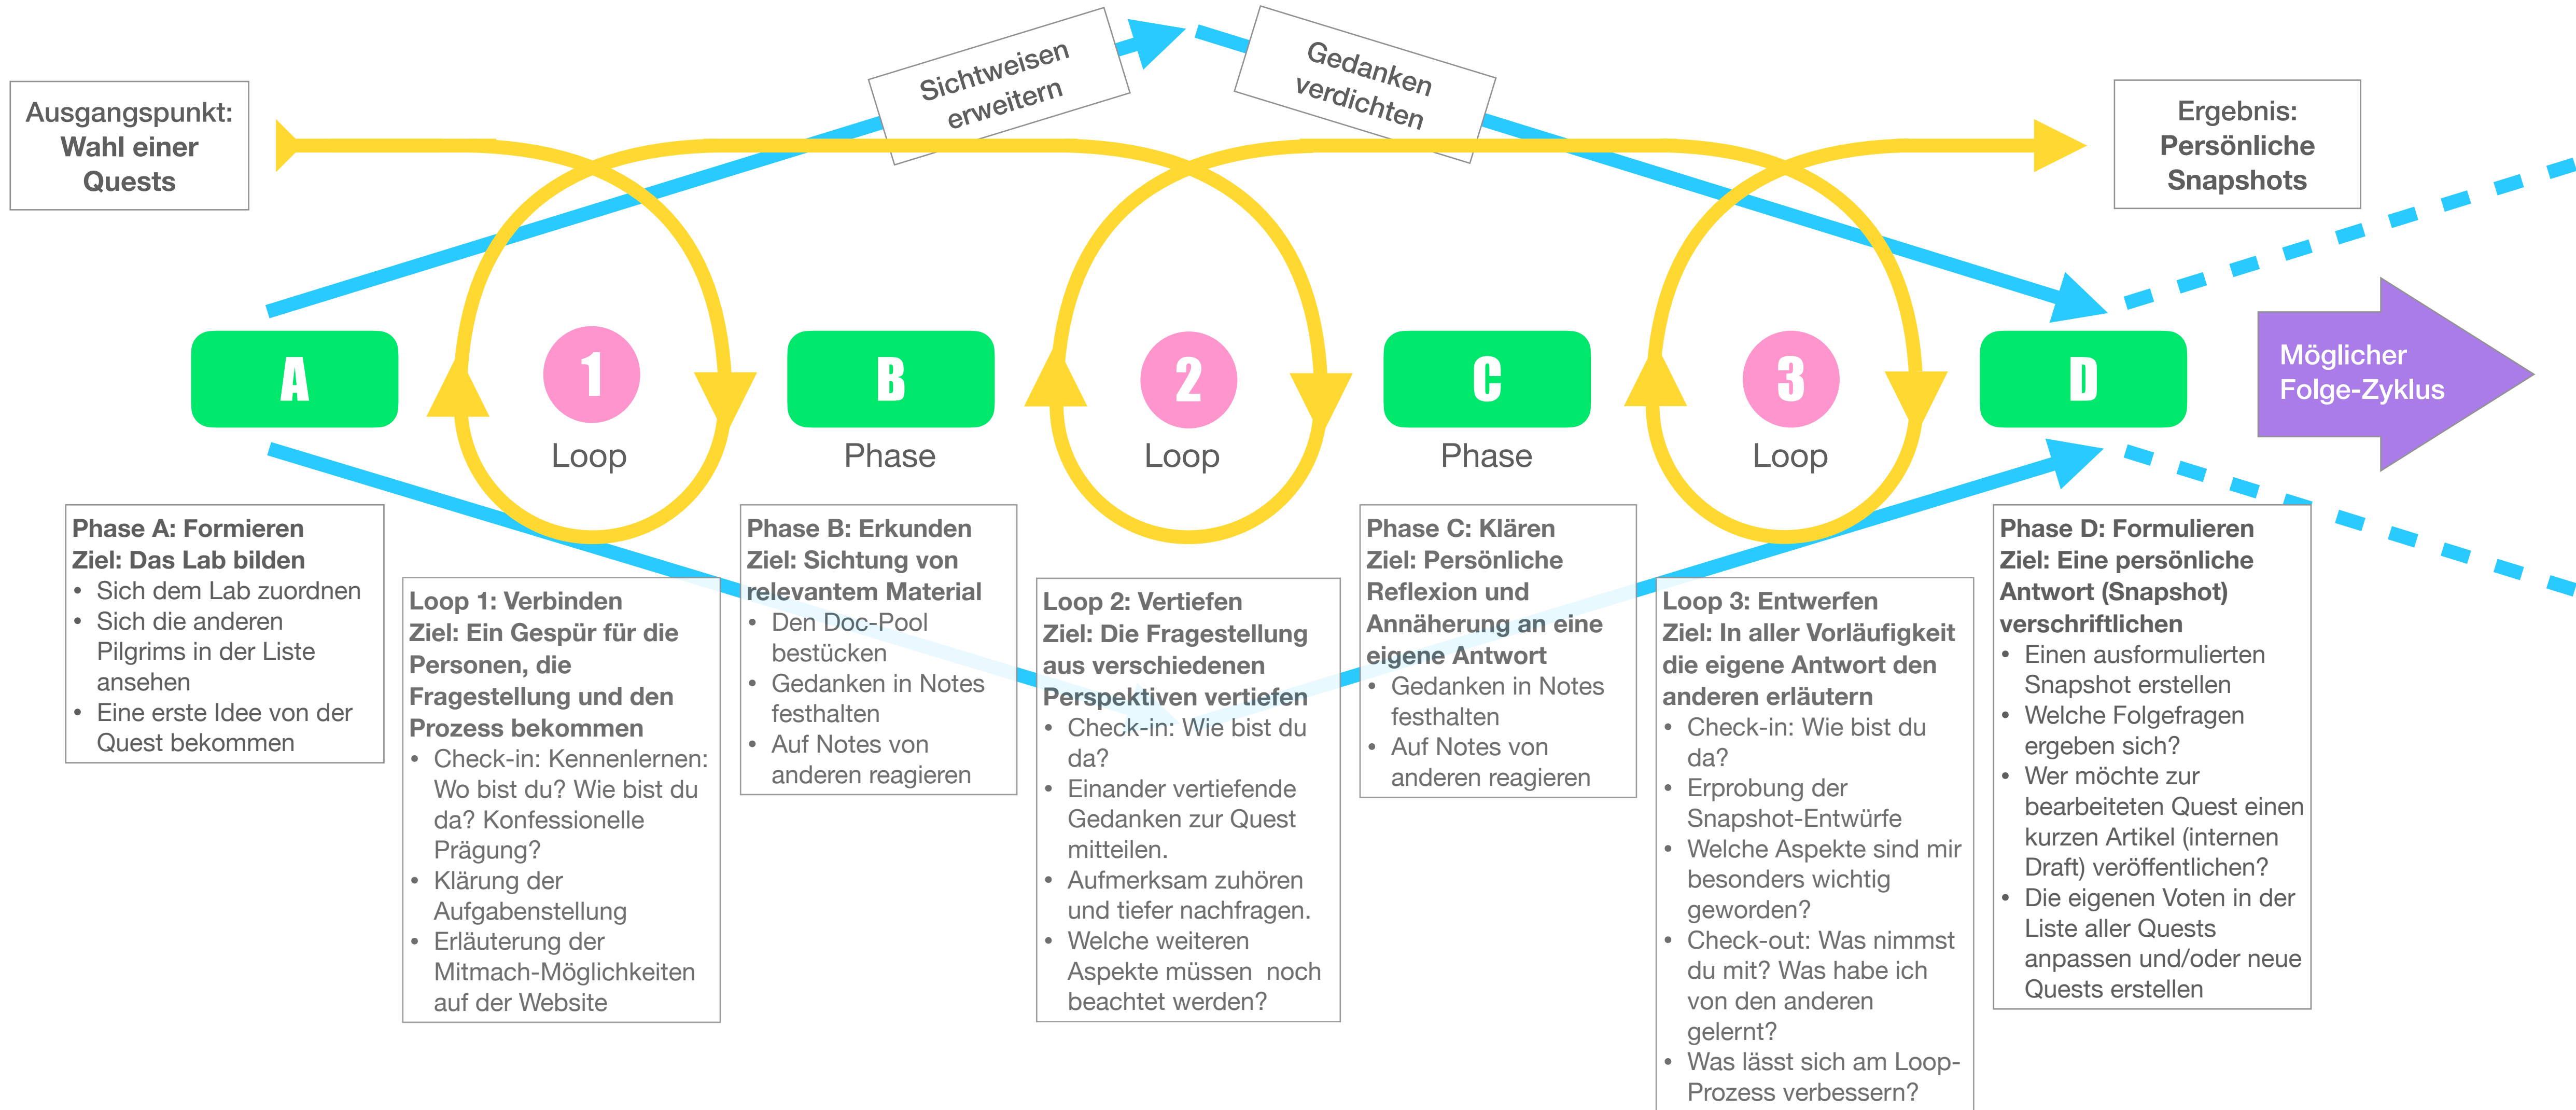 Sichtweisen
erweitern
Gedanken
verdichten
Ausgangspunkt:
Wahl einer
Quests
Ergebnis:
Persönliche
Snapshots
A
1
Loop
B
Phase
2
Loop
C
Phase
3
Loop
D
Möglicher
Folge-Zyklus
Phase A: Formieren
Ziel: Das Lab bilden
• Sich dem Lab zuordnen
• Sich die anderen
Pilgrims in der Liste
ansehen
• Eine erste Idee von der
Quest bekommen
Loop 1: Verbinden
Ziel: Ein Gespür für die
Personen, die
Fragestellung und den
Prozess bekommen
• Check-in: Kennenlernen:
Wo bist du? Wie bist du
da? Konfessionelle
Prägung?
• Klärung der
Aufgabenstellung
• Erläuterung der
Mitmach-Möglichkeiten
auf der Website
Phase B: Erkunden
Ziel: Sichtung von
relevantem Material
• Den Doc-Pool
bestücken
• Gedanken in Notes
festhalten
• Auf Notes von
anderen reagieren
Loop 2: Vertiefen
Ziel: Die Fragestellung
aus verschiedenen
Perspektiven vertiefen
• Check-in: Wie bist du
da?
• Einander vertiefende
Gedanken zur Quest
mitteilen.
• Aufmerksam zuhören
und tiefer nachfragen.
• Welche weiteren
Aspekte müssen  noch
beachtet werden?
Phase C: Klären
Ziel: Persönliche
Reflexion und
Annäherung an eine
eigene Antwort
• Gedanken in Notes
festhalten
• Auf Notes von
anderen reagieren
Loop 3: Entwerfen
Ziel: In aller Vorläufigkeit
die eigene Antwort den
anderen erläutern
• Check-in: Wie bist du
da?
• Erprobung der
Snapshot-Entwürfe
• Welche Aspekte sind mir
besonders wichtig
geworden?
• Check-out: Was nimmst
du mit? Was habe ich
von den anderen
gelernt?
• Was lässt sich am Loop-
Prozess verbessern?
Phase D: Formulieren
Ziel: Eine persönliche
Antwort (Snapshot)
verschriftlichen
• Einen ausformulierten
Snapshot erstellen
• Welche Folgefragen
ergeben sich?
• Wer möchte zur
bearbeiteten Quest einen
kurzen Artikel (internen
Draft) veröffentlichen?
• Die eigenen Voten in der
Liste aller Quests
anpassen und/oder neue
Quests erstellen